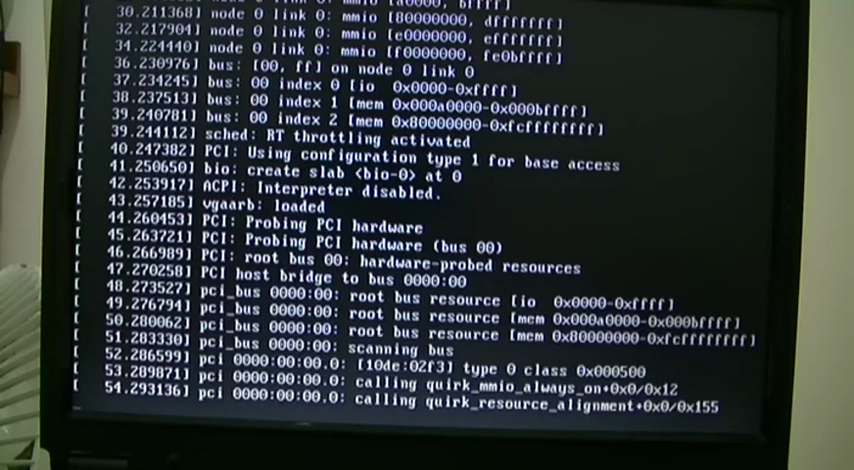 node 0 link 0: mmio [a0000, bffff]
[   30.211368] node 0 link 0: mmio [80000000, dfffffff]
[   32.217904] node 0 link 0: mmio [e0000000, efffffff]
[   34.224440] node 0 link 0: mmio [f0000000, fe0bffff]
[   36.230976] bus: [00, ff] on node 0 link 0
[   37.234245] bus: 00 index 0 [io  0x0000-0xffff]
[   38.237513] bus: 00 index 1 [mem 0x000a0000-0x000bffff]
[   39.240781] bus: 00 index 2 [mem 0x80000000-0xfcffffffff]
[   39.244112] sched: RT throttling activated
[   40.247382] PCI: Using configuration type 1 for base access
[   41.250650] bio: create slab <bio-0> at 0
[   42.253917] ACPI: Interpreter disabled.
[   43.257185] vgaarb: loaded
[   44.260453] PCI: Probing PCI hardware
[   45.263721] PCI: Probing PCI hardware (bus 00)
[   46.266989] PCI: root bus 00: hardware-probed resources
[   47.270258] PCI host bridge to bus 0000:00
[   48.273527] pci_bus 0000:00: root bus resource [io  0x0000-0xffff]
[   49.276794] pci_bus 0000:00: root bus resource [mem 0x000a0000-0x000bffff]
[   50.280062] pci_bus 0000:00: root bus resource [mem 0x80000000-0xfcffffffff]
[   51.283330] pci_bus 0000:00: scanning bus
[   52.286599] pci 0000:00:00.0: [10de:02f3] type 0 class 0x000500
[   53.289871] pci 0000:00:00.0: calling quirk_mmio_always_on+0x0/0x12
[   54.293136] pci 0000:00:00.0: calling quirk_resource_alignment+0x0/0x155